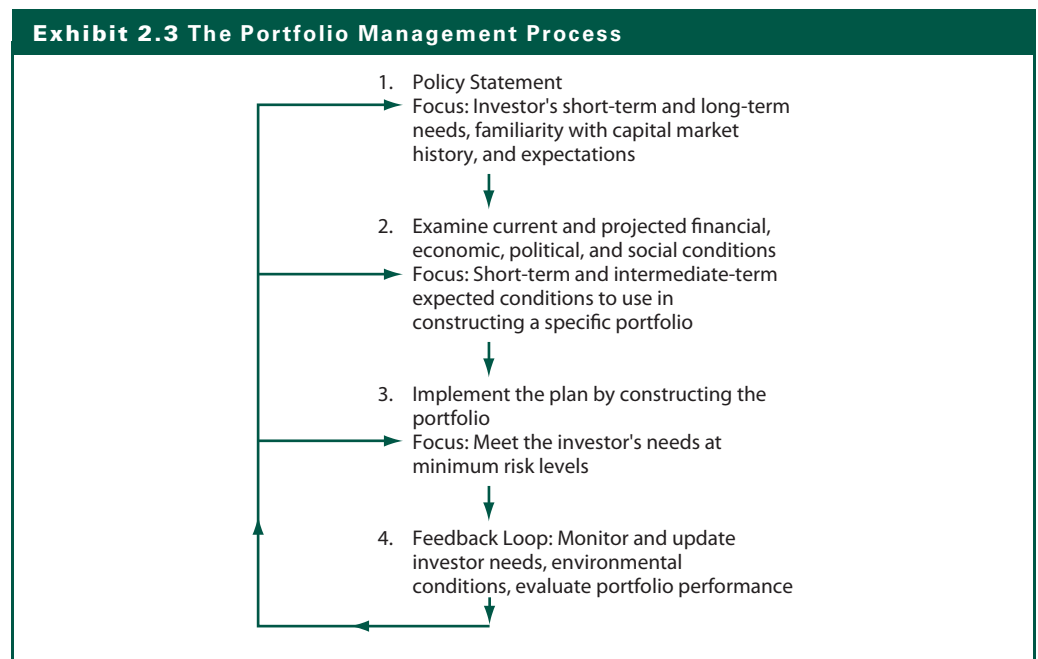 Exhibit 2.3 The Portfolio Management Process
1. Policy Statement
Focus: Investor's short-term and long-term
needs, familiarity with capital market
history, and expectations
2. Examine current and projected financial,
economic, political, and social conditions
Focus: Short-term and intermediate-term
expected conditions to use in
constructing a specific portfolio
3. Implement the plan by constructing the
portfolio
Focus: Meet the investor's needs at
minimum risk levels
4. Feedback Loop: Monitor and update
investor needs, environmental
conditions, evaluate portfolio performance